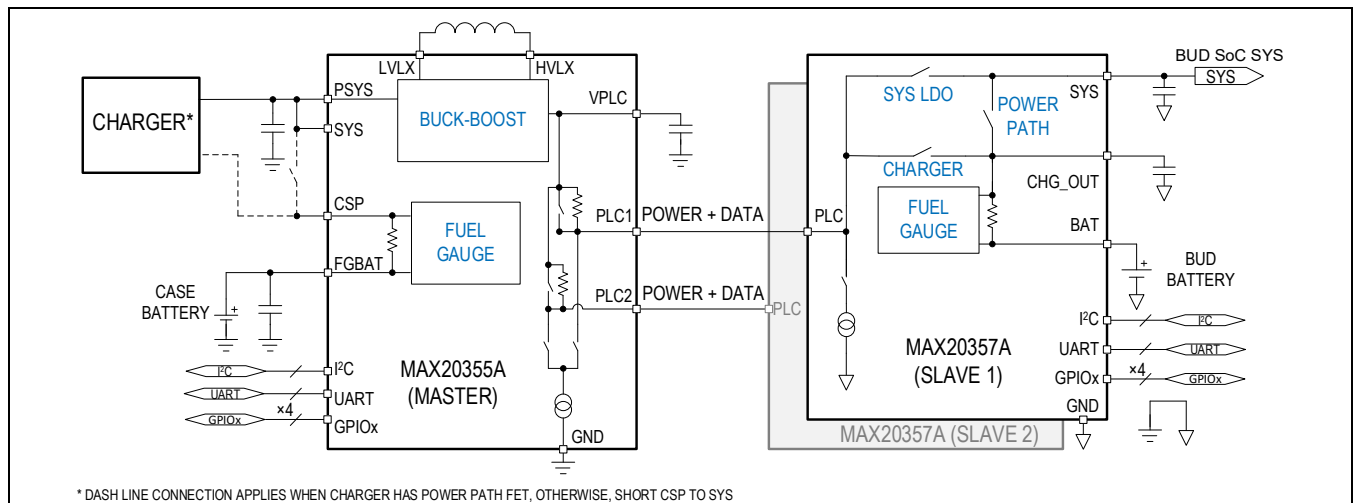 LVLX
HVLX
BUD SoC SYS
PSYS
VPLC
SYS
SYS
SYS LDO
POWER
PATH
CHARGER*
SYS
BUCK-BOOST
CHARGER
CHG_OUT
CSP
PLC1
POWER + DATA
PLC
FUEL
GAUGE
FUEL
GAUGE
BAT
FGBAT
CASE
BATTERY
+
PLC2
POWER + DATA
PLC
+
BUD
BATTERY
I²C
I²C
MAX20355A
(MASTER)
MAX20357A
(SLAVE 1)
I²C
I²C
UART
UART
UART
UART
×4
GPIOx
GPIOx
GPIOx
×4
GPIOx
GND
GND
MAX20357A (SLAVE 2)
* DASH LINE CONNECTION APPLIES WHEN CHARGER HAS POWER PATH FET, OTHERWISE, SHORT CSP TO SYS